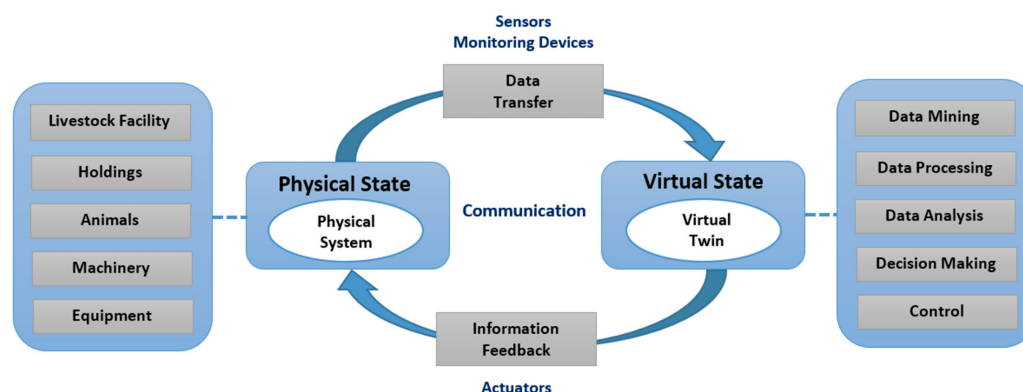 Sensors
Monitoring Devices
Data
Transfer
Livestock Facility
Holdings
Animals
Machinery
Equipment
Physical State
Physical
System
Communication
Virtual State
Virtual
Twin
Data Mining
Data Processing
Data Analysis
Decision Making
Control
Information
Feedback
Actuators